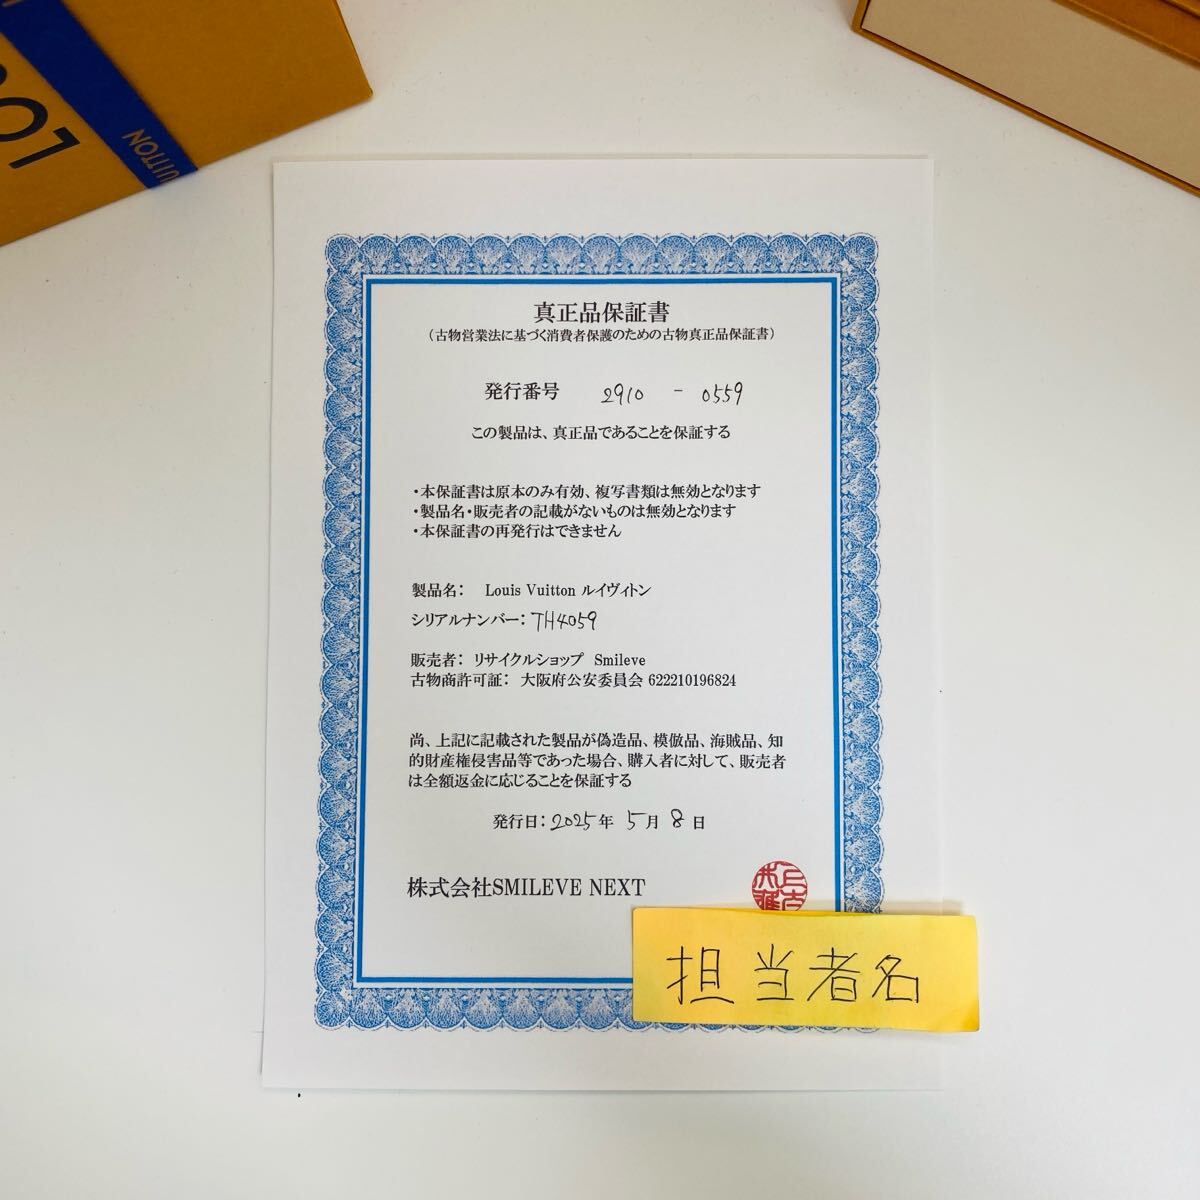 LOU
VUITTON
真正品保証書
（古物営業法に基づく消費者保護のための古物真正品保証書）
発行番号 2910 - 0559
この製品は、真正品であることを保証する
・本保証書は原本のみ有効、複写書類は無効となります
・製品名・販売者の記載がないものは無効となります
・本保証書の再発行はできません
製品名： Louis Vuitton ルイヴィトン
シリアルナンバー：TH4059
販売者： リサイクルショップ Smileve
古物商許可証： 大阪府公安委員会 622210196824
尚、上記に記載された製品が偽造品、模倣品、海賊品、知
的財産権侵害品等であった場合、購入者に対して、販売者
は全額返金に応じることを保証する
発行日：2025年 5月 8日
株式会社SMILEVE NEXT
担当者名